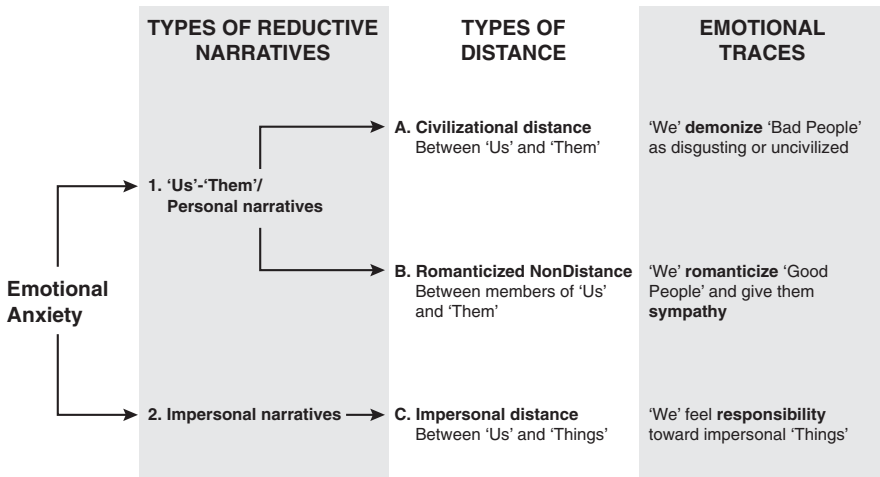 TYPES OF REDUCTIVE
NARRATIVES
TYPES OF
DISTANCE
EMOTIONAL
TRACES
Emotional
Anxiety
1. ‘Us’-‘Them’/
Personal narratives
A. Civilizational distance
Between ‘Us’ and ‘Them’
‘We’ demonize ‘Bad People’
as disgusting or uncivilized
B. Romanticized NonDistance
Between members of ‘Us’
and ‘Them’
‘We’ romanticize ‘Good
People’ and give them
sympathy
2. Impersonal narratives
C. Impersonal distance
Between ‘Us’ and ‘Things’
‘We’ feel responsibility
toward impersonal ‘Things’